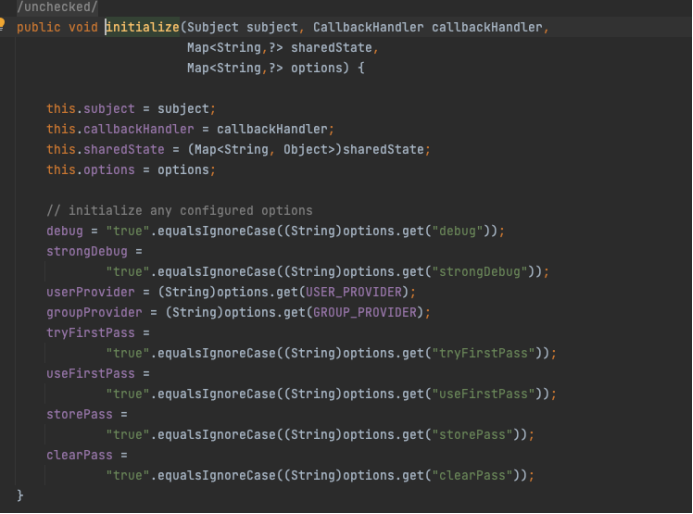 /unchecked/
public void initialize(Subject subject, CallbackHandler callbackHandler,
                       Map<String,?> sharedState,
                       Map<String,?> options) {

    this.subject = subject;
    this.callbackHandler = callbackHandler;
    this.sharedState = (Map<String, Object>)sharedState;
    this.options = options;

    // initialize any configured options
    debug = "true".equalsIgnoreCase((String)options.get("debug"));
    strongDebug =
            "true".equalsIgnoreCase((String)options.get("strongDebug"));
    userProvider = (String)options.get(USER_PROVIDER);
    groupProvider = (String)options.get(GROUP_PROVIDER);
    tryFirstPass =
            "true".equalsIgnoreCase((String)options.get("tryFirstPass"));
    useFirstPass =
            "true".equalsIgnoreCase((String)options.get("useFirstPass"));
    storePass =
            "true".equalsIgnoreCase((String)options.get("storePass"));
    clearPass =
            "true".equalsIgnoreCase((String)options.get("clearPass"));
}